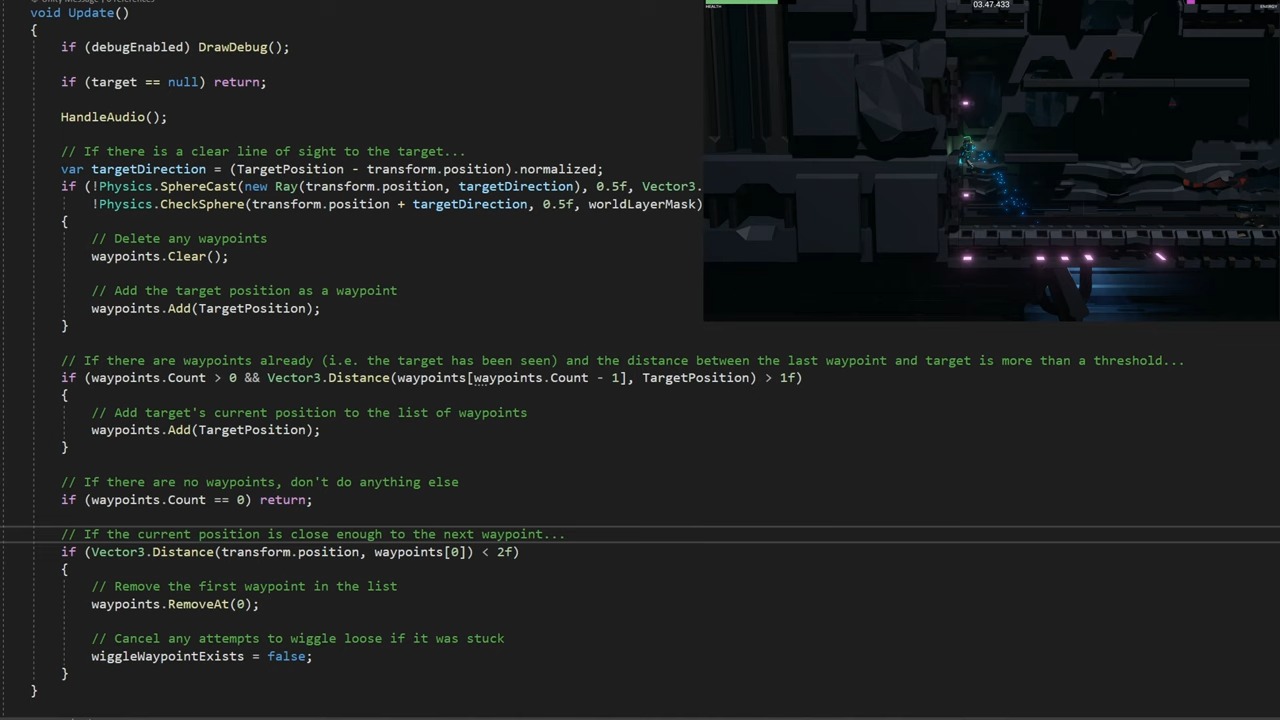 void Update()
{
if (debugEnabled) DrawDebug();
if (target == null) return;
HandleAudio();
// If there is a clear line of sight to the target...
var targetDirection = (TargetPosition - transform.position).normalized;
if (!Physics.SphereCast(new Ray(transform.position, targetDirection), 0.5f, Vector3.
!Physics.CheckSphere(transform.position + targetDirection, 0.5f, worldLayerMask)
{
// Delete any waypoints
waypoints.Clear();
// Add the target position as a waypoint
waypoints.Add(TargetPosition);
}
// If there are waypoints already (i.e. the target has been seen) and the distance between the last waypoint and target is more than a threshold...
if (waypoints.Count > 0 && Vector3.Distance(waypoints[waypoints.Count - 1], TargetPosition) > 1f)
{
// Add target's current position to the list of waypoints
waypoints.Add(TargetPosition);
}
// If there are no waypoints, don't do anything else
if (waypoints.Count == 0) return;
// If the current position is close enough to the next waypoint...
if (Vector3.Distance(transform.position, waypoints[0]) < 2f)
{
// Remove the first waypoint in the list
waypoints.RemoveAt(0);
// Cancel any attempts to wiggle loose if it was stuck
wiggleWaypointExists = false;
}
}
HEALTH
03.47.433
ENERGY